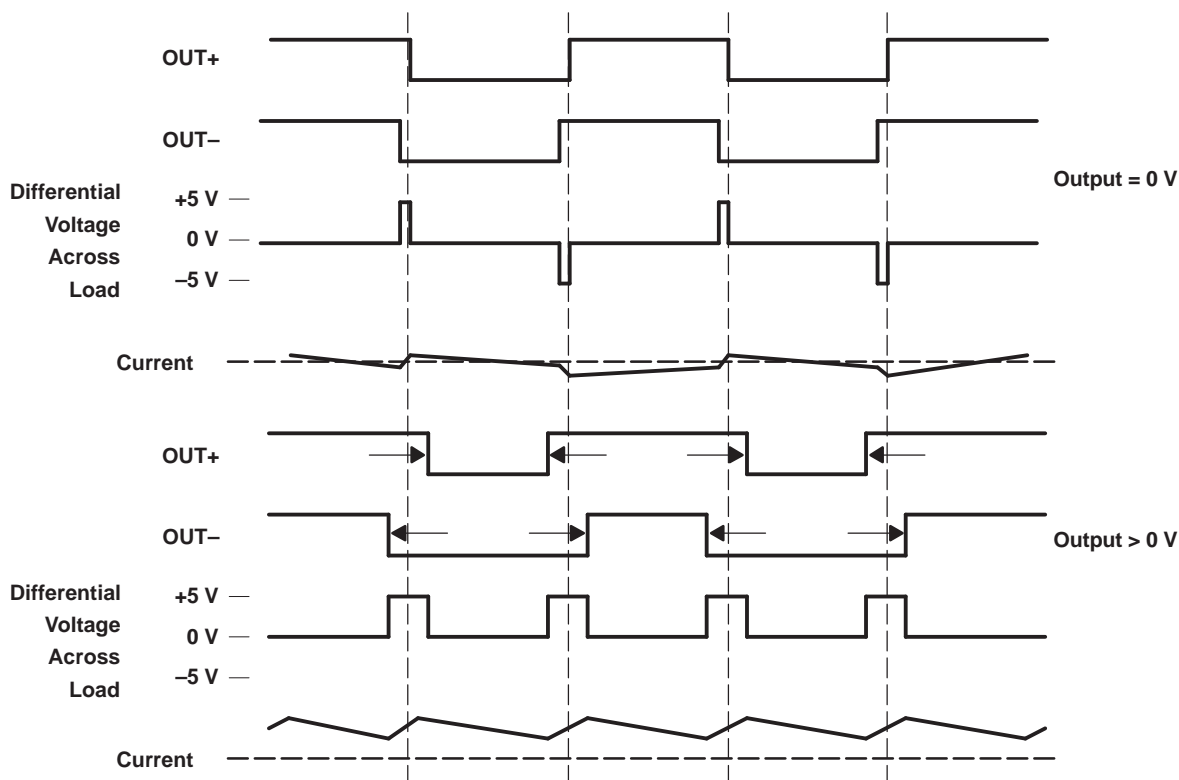 OUT+
OUT–
Output = 0 V
Differential
Voltage
Across
Load
+5 V
0 V
–5 V
Current
OUT+
OUT–
Output > 0 V
Differential
Voltage
Across
Load
+5 V
0 V
–5 V
Current